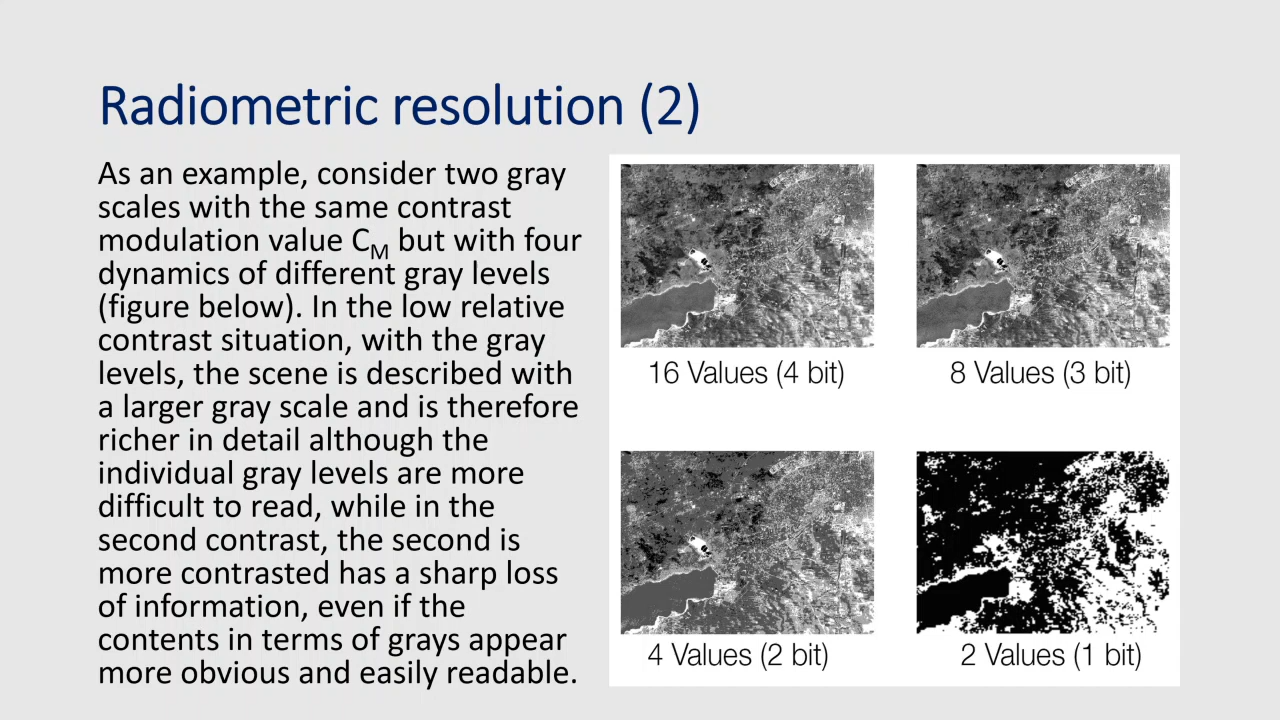 Radiometric resolution (2)
As an example, consider two gray
scales with the same contrast
modulation value CM but with four
dynamics of different gray levels
(figure below). In the low relative
contrast situation, with the gray
levels, the scene is described with
a larger gray scale and is therefore
richer in detail although the
individual gray levels are more
difficult to read, while in the
second contrast, the second is
more contrasted has a sharp loss
of information, even if the
contents in terms of grays appear
more obvious and easily readable.
16 Values (4 bit)
8 Values (3 bit)
4 Values (2 bit)
2 Values (1 bit)